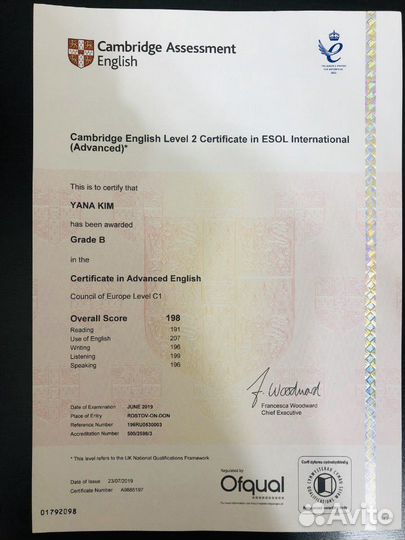 Cambridge Assessment
English
Cambridge English Level 2 Certificate in ESOL International
(Advanced)*
This is to certify that
YANA KIM
has been awarded
Grade B
in the
Certificate in Advanced English
Council of Europe Level C1
Overall Score 198
Reading 191
Use of English 207
Writing 196
Listening 199
Speaking 196
Francesca Woodward
Chief Executive
Date of Examination JUNE 2019
Place of Entry ROSTOV-ON-DON
Reference Number 196RU0530003
Accreditation Number 500/2598/3
* This level refers to the UK National Qualifications Framework
Date of Issue 23/07/2019
Certificate Number A0885197
Regulated by
Ofqual
01792098
Avito